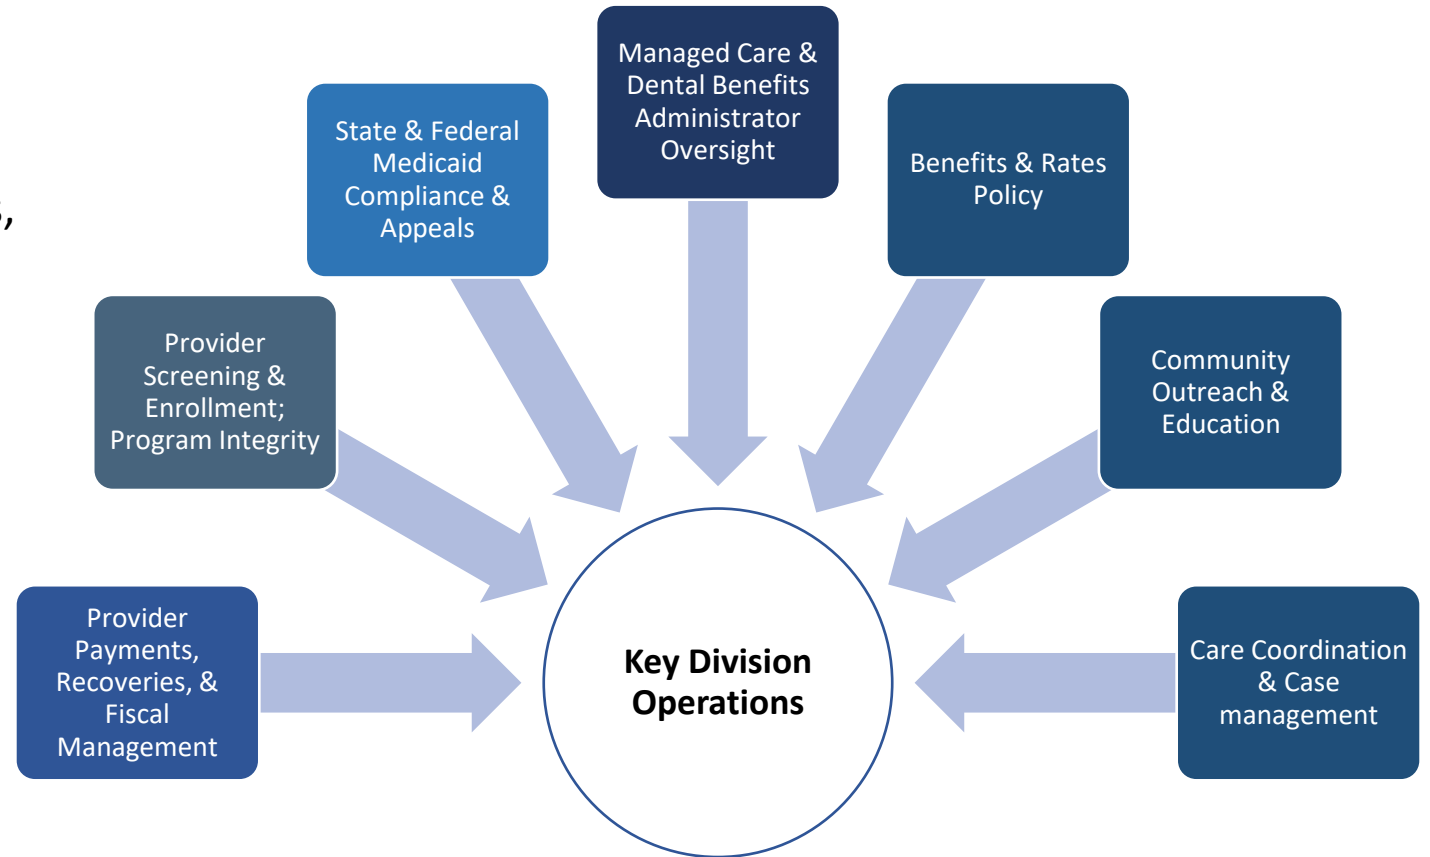 Managed Care &
Dental Benefits
Administrator
Oversight
State & Federal
Medicaid
Compliance &
Appeals
Benefits & Rates
Policy
Provider
Screening &
Enrollment;
Program Integrity
Community
Outreach &
Education
Provider
Payments,
Recoveries, &
Fiscal
Management
Key Division
Operations
Care Coordination
& Case
management